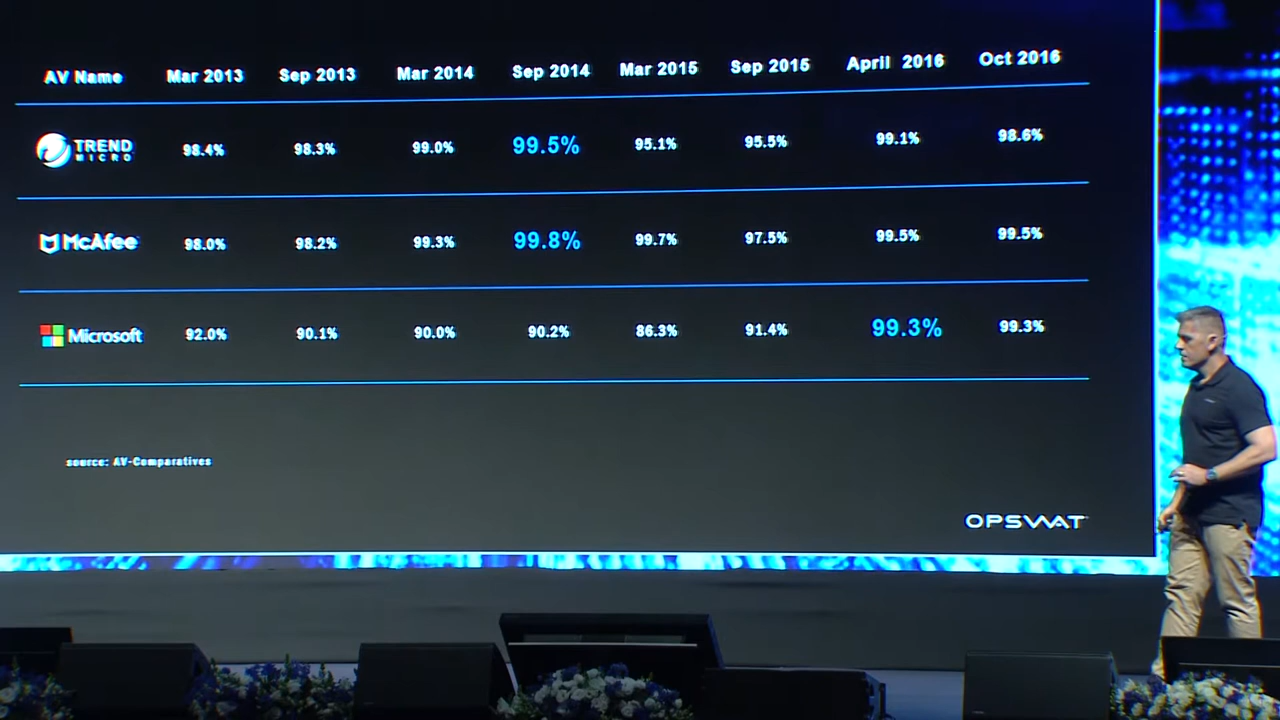 AV Name Mar 2013 Sep 2013 Mar 2014 Sep 2014 Mar 2015 Sep 2015 April 2016 Oct 2016
TREND MICRO 98.4% 98.3% 99.0% 99.5% 95.1% 95.5% 99.1% 98.6%
McAfee 98.0% 98.2% 99.3% 99.8% 99.7% 97.5% 99.5% 99.5%
Microsoft 92.0% 90.1% 90.0% 90.2% 86.3% 91.4% 99.3% 99.3%
source: AV-Comparatives
OPSWAT